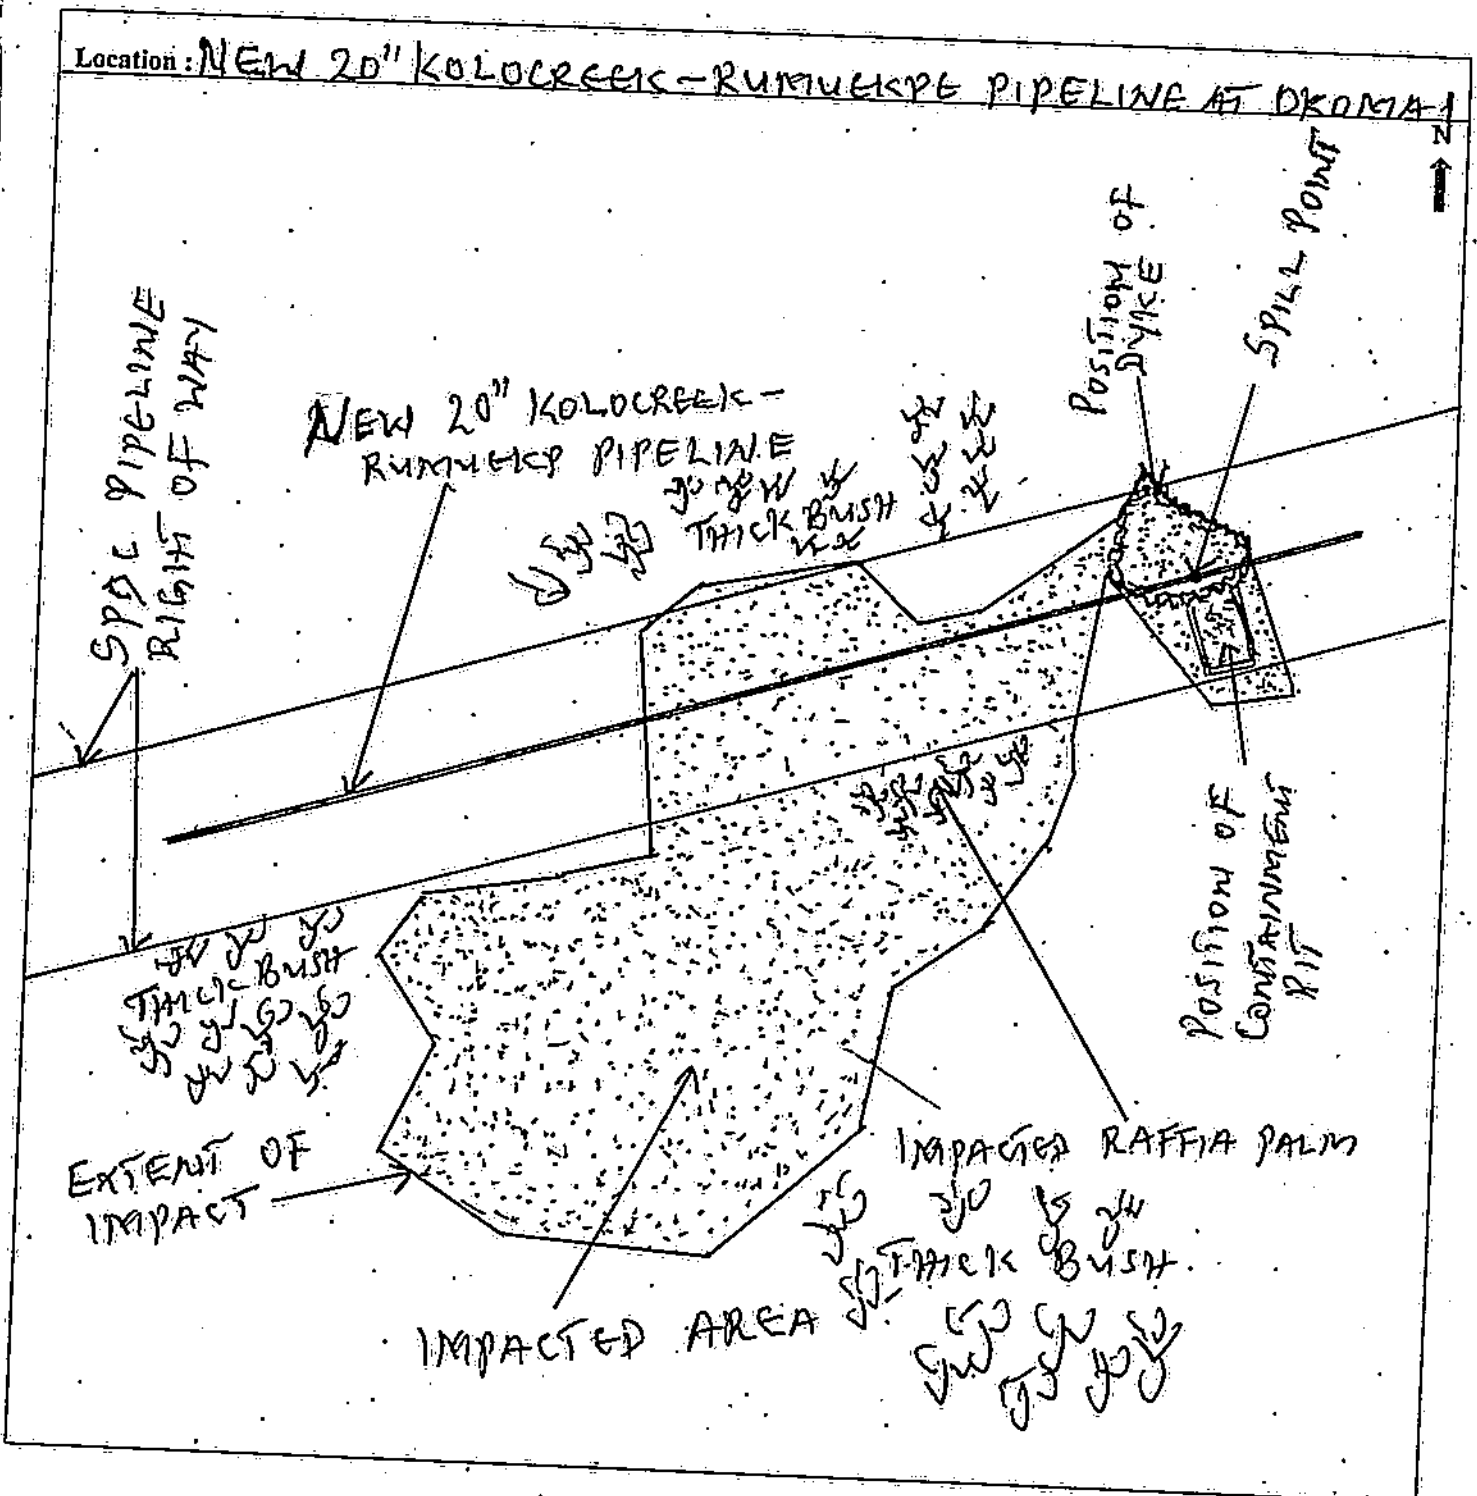 Location: NEW 20" KOLOCREEK-RUMUEKPE PIPELINE AT OKOMA-1
N
POSITION OF
DYKE
SPILL POINT
SPDC PIPELINE
RIGHT OF WAY
NEW 20" KOLOCREEK-
RUMUEKP PIPELINE
THICK BUSH
THICK BUSH
POSITION OF
CONTAINMENT
PIT
EXTENT OF
IMPACT
IMPACTED RAFFIA PALM
THICK BUSH
IMPACTED AREA